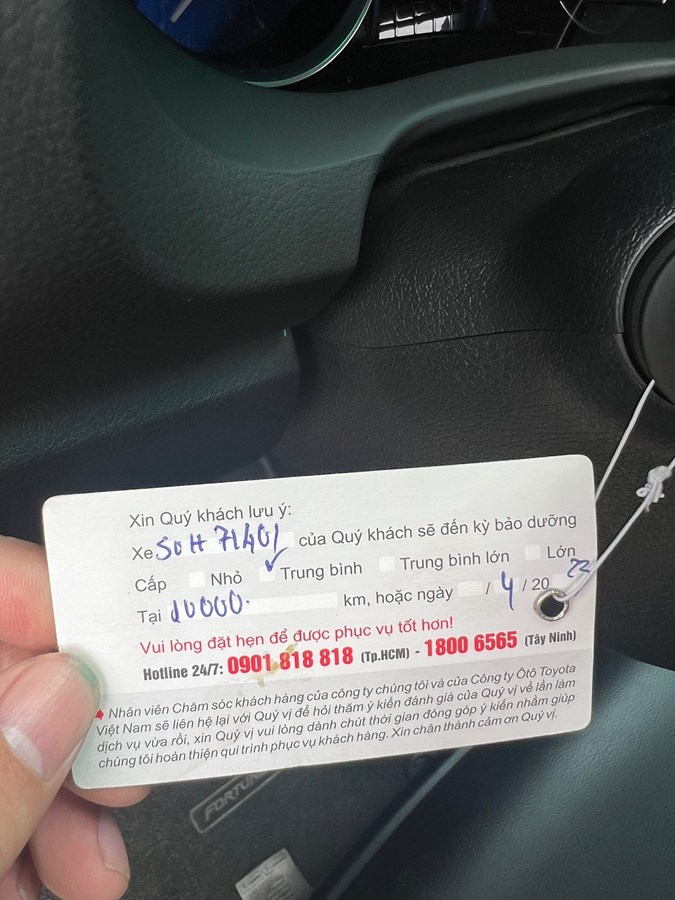 Xin Quý khách lưu ý:
Xe 50H 71401 của Quý khách sẽ đến kỳ bảo dưỡng
Cấp Nhỏ Trung bình Trung bình lớn Lớn
Tại 10000. km, hoặc ngày / 4 / 20 22
Vui lòng đặt hẹn để được phục vụ tốt hơn!
Hotline 24/7: 0901 818 818 (Tp.HCM) - 1800 6565 (Tây Ninh)
Nhân viên Chăm sóc khách hàng của công ty chúng tôi và của Công ty Ôtô Toyota
Việt Nam sẽ liên hệ lại với Quý vị để hỏi thăm ý kiến đánh giá của Quý vị về lần làm
dịch vụ vừa rồi, xin Quý vị vui lòng dành chút thời gian đóng góp ý kiến nhằm giúp
chúng tôi hoàn thiện qui trình phục vụ khách hàng. Xin chân thành cảm ơn Quý vị.
FORTUNER